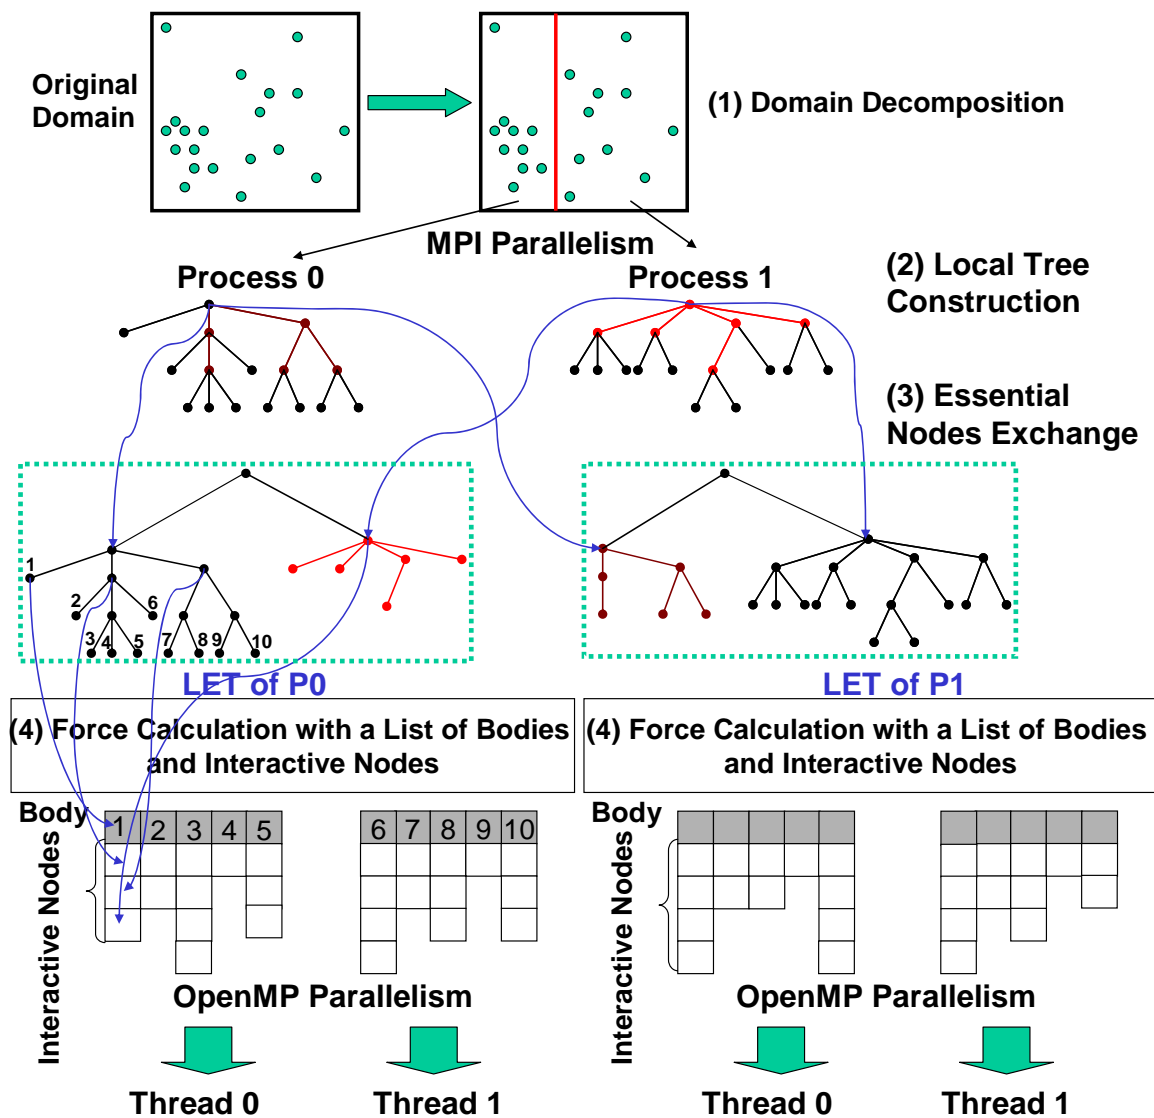 Original
Domain
(1) Domain Decomposition
MPI Parallelism
Process 0
Process 1
(2) Local Tree
Construction
(3) Essential
Nodes Exchange
1
2
6
3
4
5
7
8
9
10
LET of P0
LET of P1
(4) Force Calculation with a List of Bodies
and Interactive Nodes
(4) Force Calculation with a List of Bodies
and Interactive Nodes
Body
1 2 3 4 5
6 7 8 9 10
Interactive Nodes
Body
Interactive Nodes
OpenMP Parallelism
OpenMP Parallelism
Thread 0
Thread 1
Thread 0
Thread 1